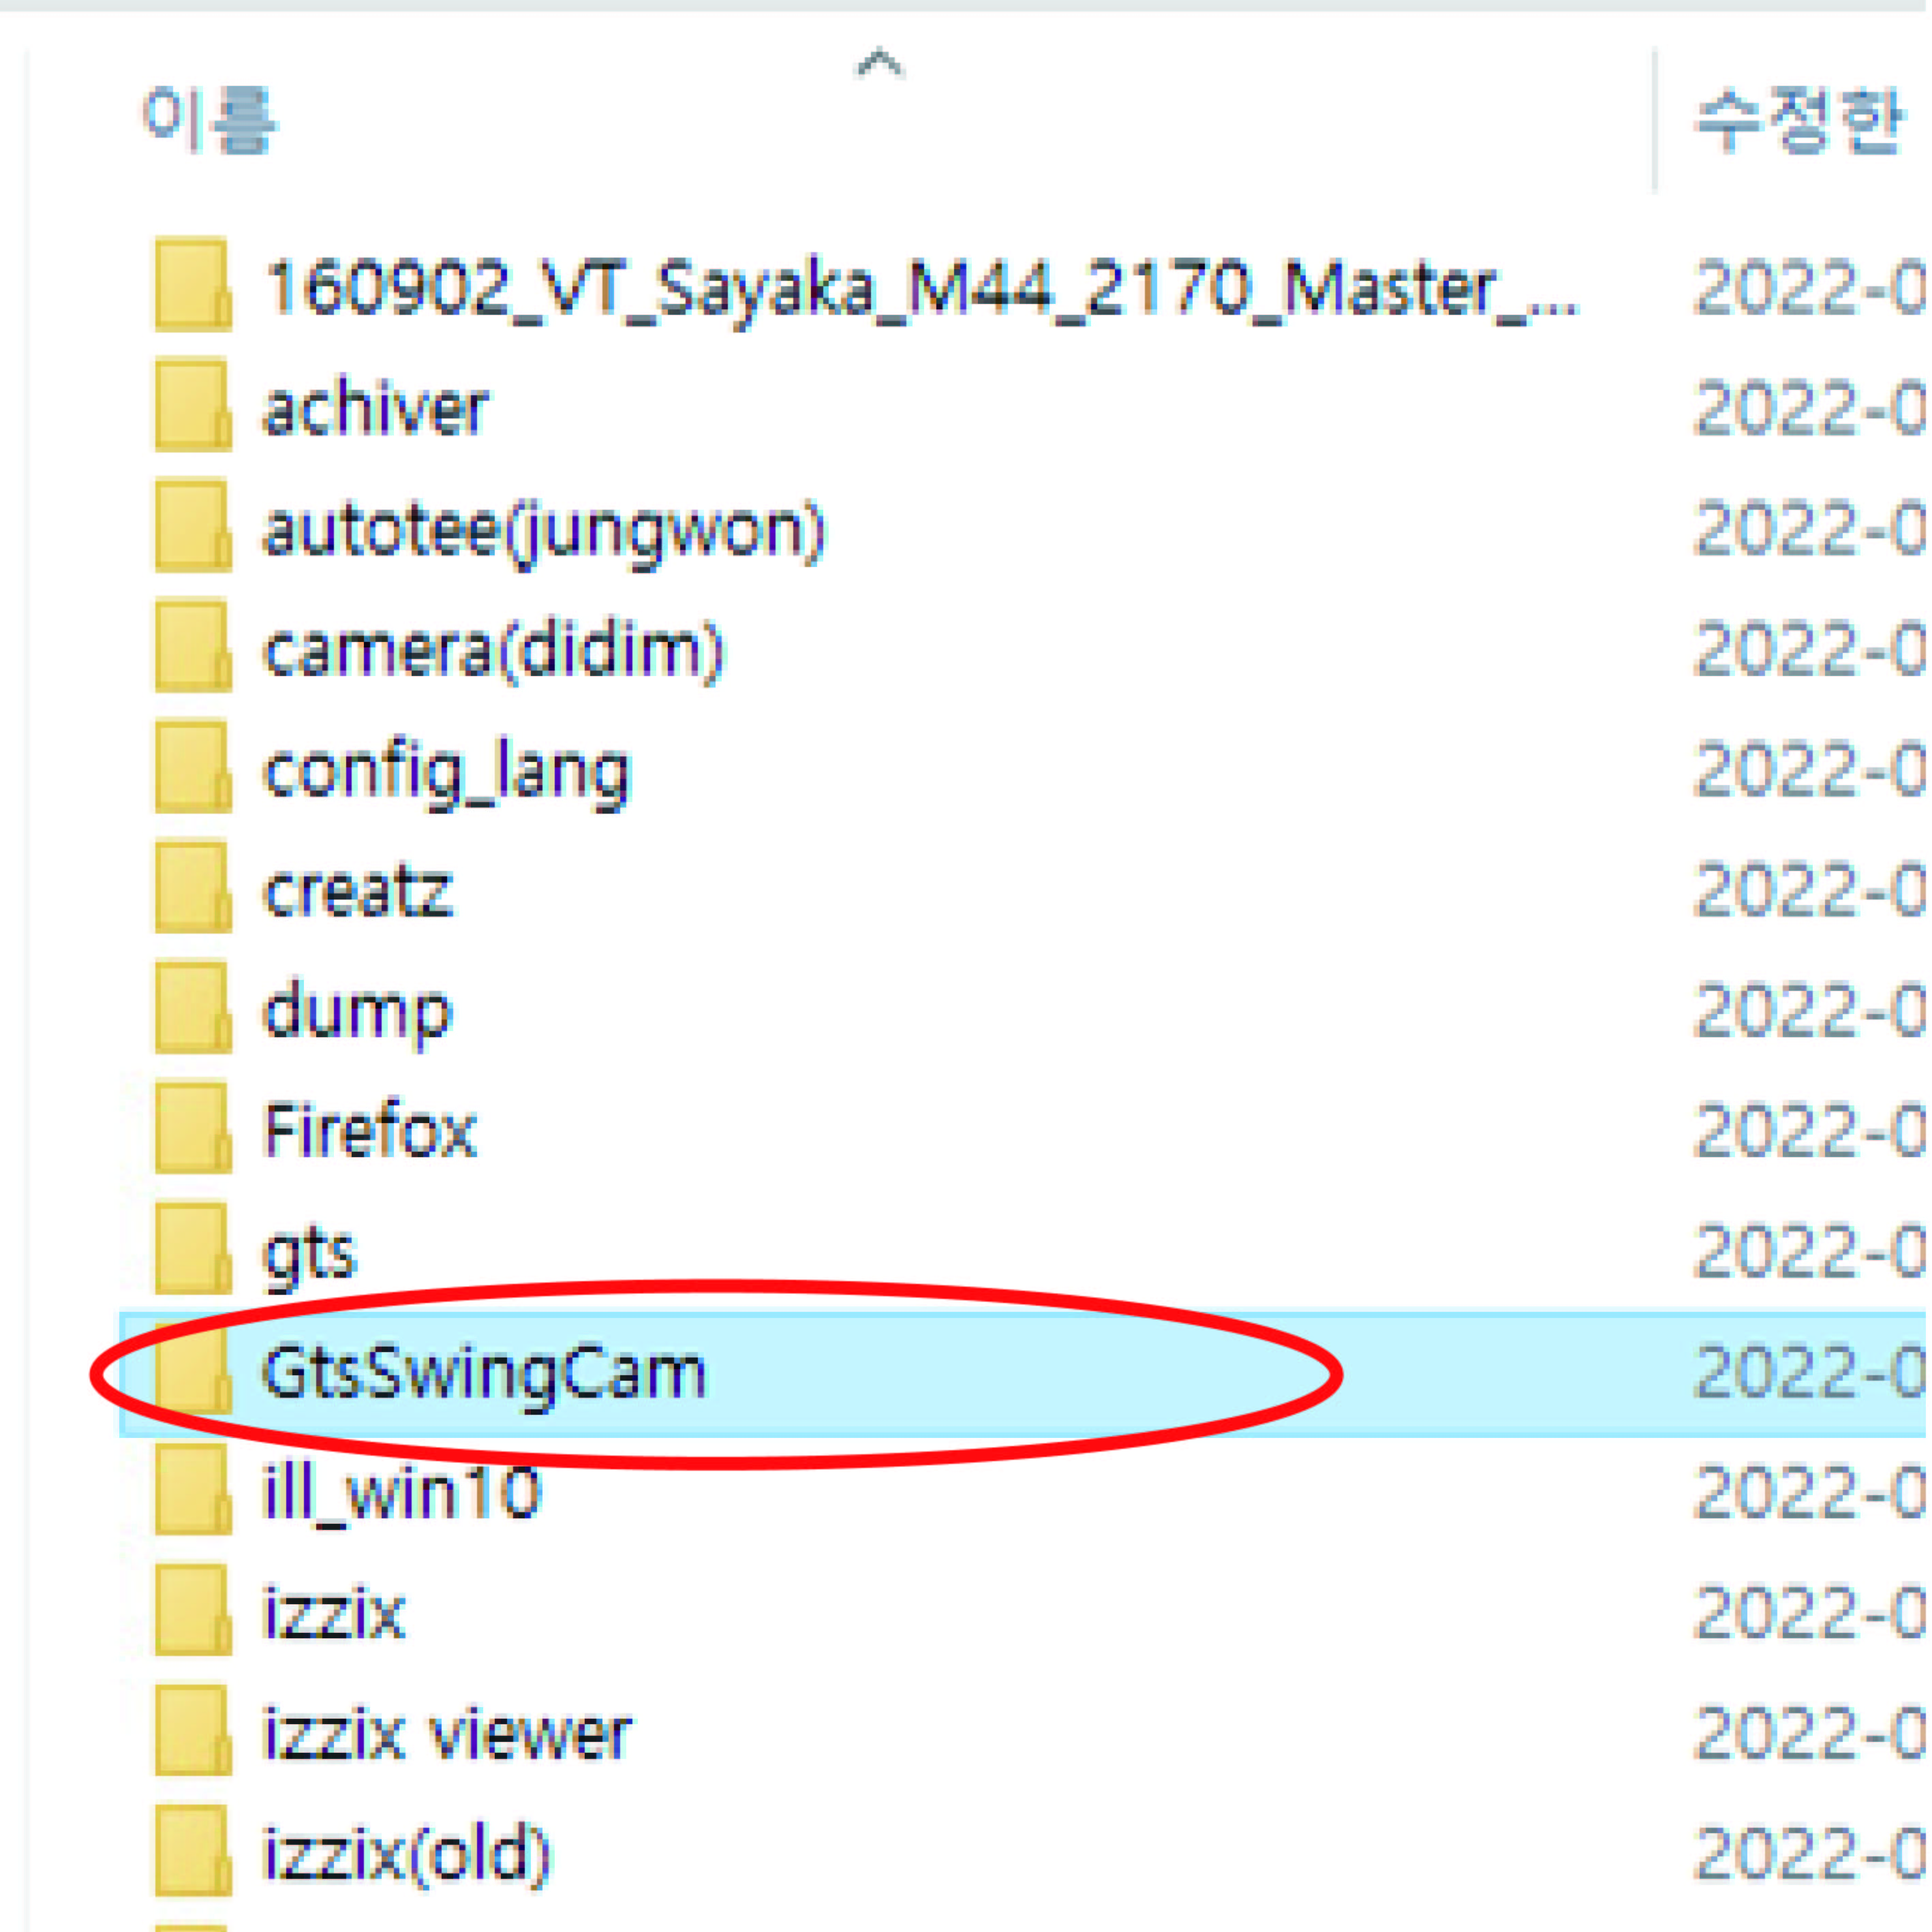 이름 수정한
160902_VT_Sayaka_M44_2170_Master_... 2022-0
achiver 2022-0
autotee(jungwon) 2022-0
camera(didim) 2022-0
config_lang 2022-0
creatz 2022-0
dump 2022-0
Firefox 2022-0
gts 2022-0
GtsSwingCam 2022-0
ill_win10 2022-0
izzix 2022-0
izzix viewer 2022-0
izzix(old) 2022-0